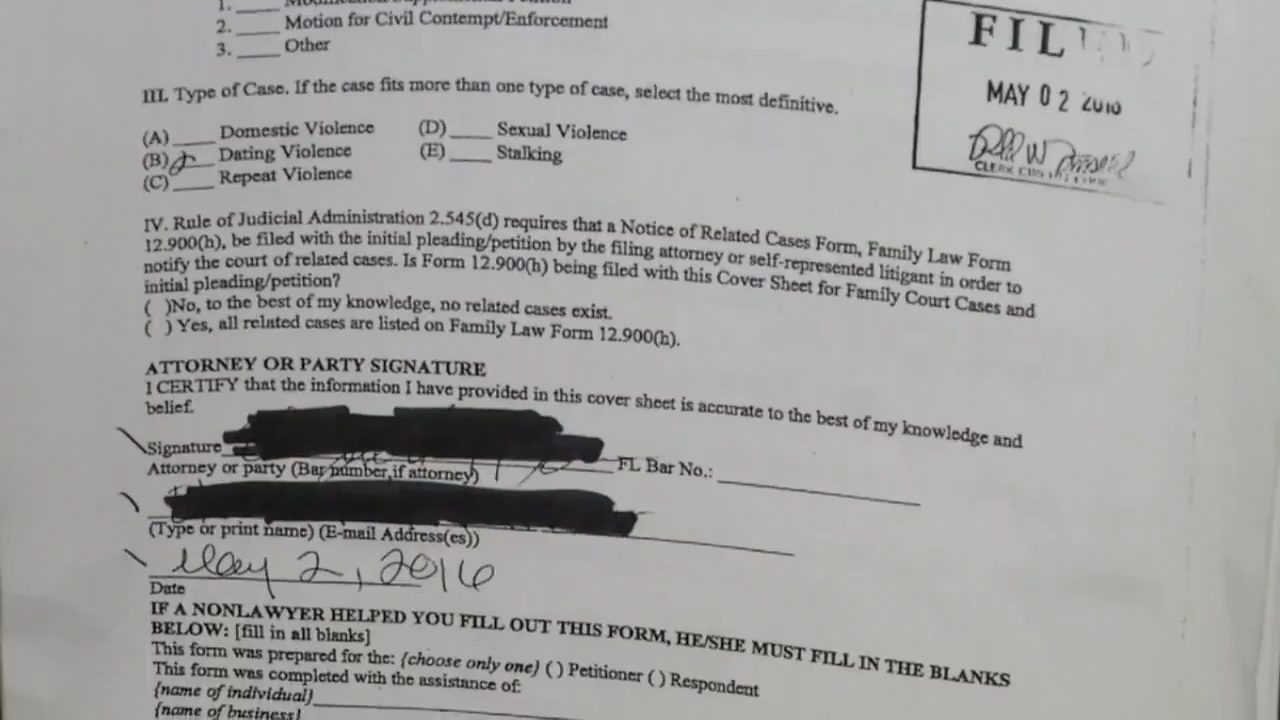 1. ____
2. ____ Motion for Civil Contempt/Enforcement
3. ____ Other
FIL
MAY 02 2016
CLERK
III. Type of Case. If the case fits more than one type of case, select the most definitive.
(A) ____ Domestic Violence (D) ____ Sexual Violence
(B) ____ Dating Violence (E) ____ Stalking
(C) ____ Repeat Violence
IV. Rule of Judicial Administration 2.545(d) requires that a Notice of Related Cases Form, Family Law Form
12.900(h), be filed with the initial pleading/petition by the filing attorney or self-represented litigant in order to
notify the court of related cases. Is Form 12.900(h) being filed with this Cover Sheet for Family Court Cases and
initial pleading/petition?
( )No, to the best of my knowledge, no related cases exist.
( ) Yes, all related cases are listed on Family Law Form 12.900(h).
ATTORNEY OR PARTY SIGNATURE
I CERTIFY that the information I have provided in this cover sheet is accurate to the best of my knowledge and
belief.
Signature FL Bar No.: ____
Attorney or party (Bar number,if attorney)
(Type or print name) (E-mail Address(es))
May 2, 2016
Date
IF A NONLAWYER HELPED YOU FILL OUT THIS FORM, HE/SHE MUST FILL IN THE BLANKS
BELOW: [fill in all blanks]
This form was prepared for the: {choose only one} ( ) Petitioner ( ) Respondent
This form was completed with the assistance of:
{name of individual}
{name of business}